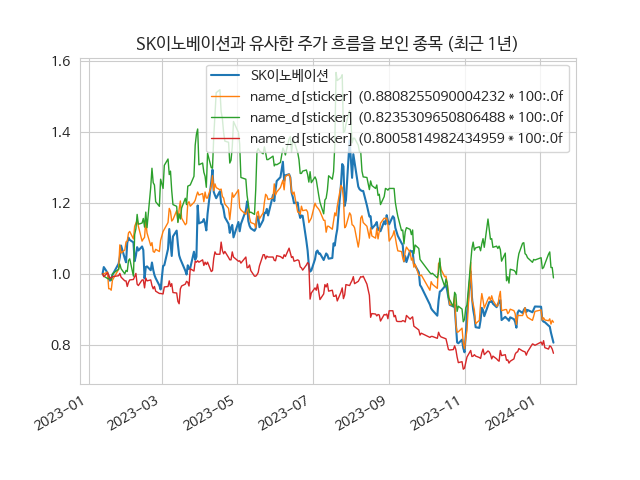 SK이노베이션과 유사한 주가 흐름을 보인 종목 (최근 1년)
SK이노베이션
name_d[sticker] (0.8808255090004232*100:.0f
name_d[sticker] (0.8235309650806488*100:.0f
name_d[sticker] (0.8005814982434959*100:.0f
1.6
1.4
1.2
1.0
0.8
2023-01
2023-03
2023-05
2023-07
2023-09
2023-11
2024-01